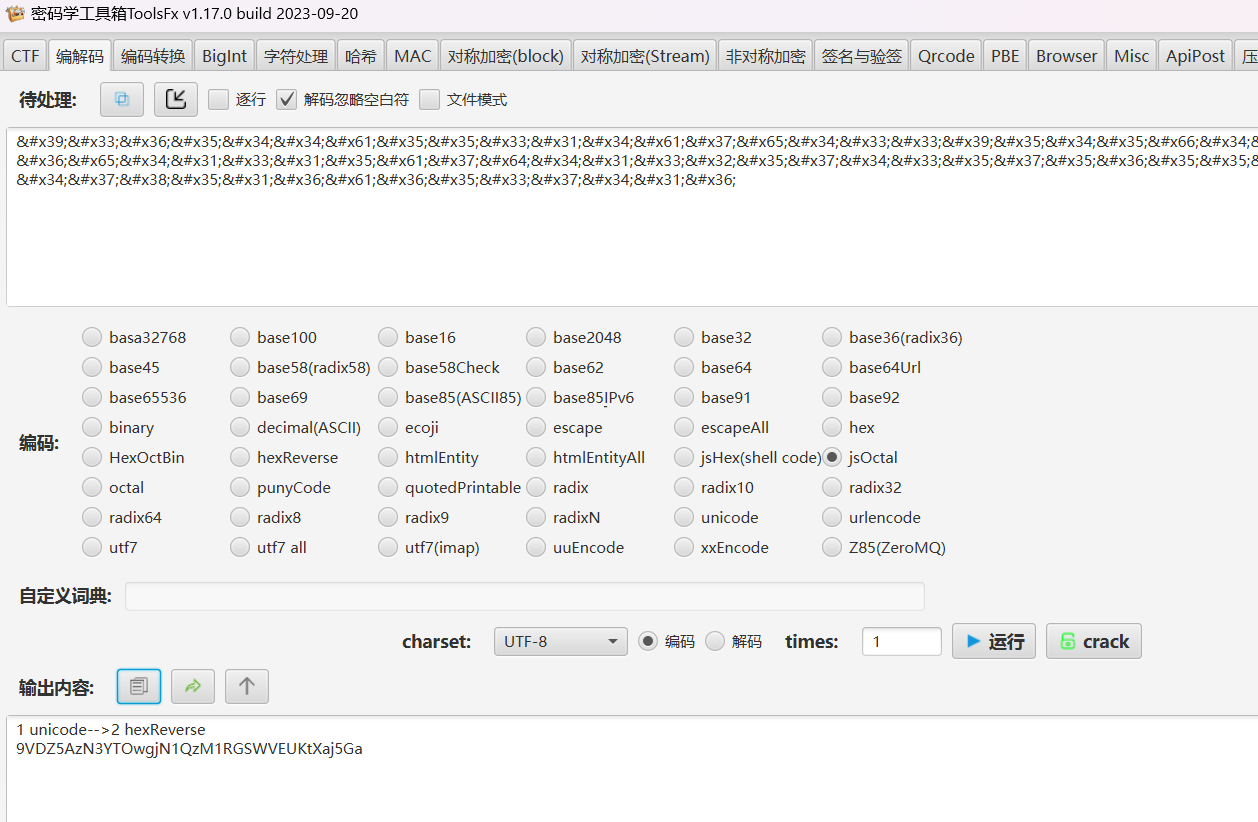 密码学工具箱ToolsFx v1.17.0 build 2023-09-20
CTF 编解码 编码转换 BigInt 字符处理 哈希 MAC 对称加密(block) 对称加密(Stream) 非对称加密 签名与验签 Qrcode PBE Browser Misc ApiPost 压
待处理: 逐行 解码忽略空白符 文件模式
&#x39;&#x33;&#x36;&#x35;&#x34;&#x34;&#x61;&#x35;&#x35;&#x33;&#x31;&#x34;&#x61;&#x37;&#x65;&#x34;&#x33;&#x33;&#x39;&#x35;&#x34;&#x35;&#x66;&#x34;&
&#x36;&#x65;&#x34;&#x31;&#x33;&#x31;&#x35;&#x61;&#x37;&#x64;&#x34;&#x31;&#x33;&#x32;&#x35;&#x37;&#x34;&#x33;&#x35;&#x37;&#x35;&#x36;&#x35;&#x35;&
&#x34;&#x37;&#x38;&#x35;&#x31;&#x36;&#x61;&#x36;&#x35;&#x33;&#x37;&#x34;&#x31;&#x36;
basa32768 base100 base16 base2048 base32 base36(radix36)
base45 base58(radix58) base58Check base62 base64 base64Url
base65536 base69 base85(ASCII85) base85IPv6 base91 base92
编码: binary decimal(ASCII) ecoji escape escapeAll hex
HexOctBin hexReverse htmlEntity htmlEntityAll jsHex(shell code) jsOctal
octal punyCode quotedPrintable radix radix10 radix32
radix64 radix8 radix9 radixN unicode urlencode
utf7 utf7 all utf7(imap) uuEncode xxEncode Z85(ZeroMQ)
自定义词典:
charset: UTF-8 编码 解码 times: 1 运行 crack
输出内容:
1 unicode-->2 hexReverse
9VDZ5AzN3YTOwgjN1QzM1RGSWVEUKtXaj5Ga